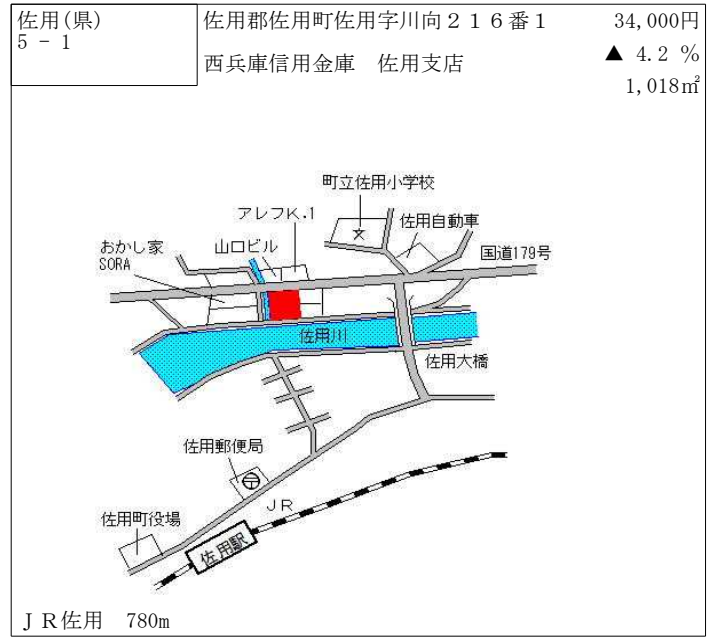 佐用(県)
5 － 1
佐用郡佐用町佐用字川向２１６番１
西兵庫信用金庫　佐用支店
34,000円
▲ 4.2 %
1,018㎡
町立佐用小学校
アレフK.1
佐用自動車
おかし家
SORA
山口ビル
国道179号
文
佐用川
佐用大橋
佐用郵便局
JR
佐用町役場
佐用駅
ＪＲ佐用　780m